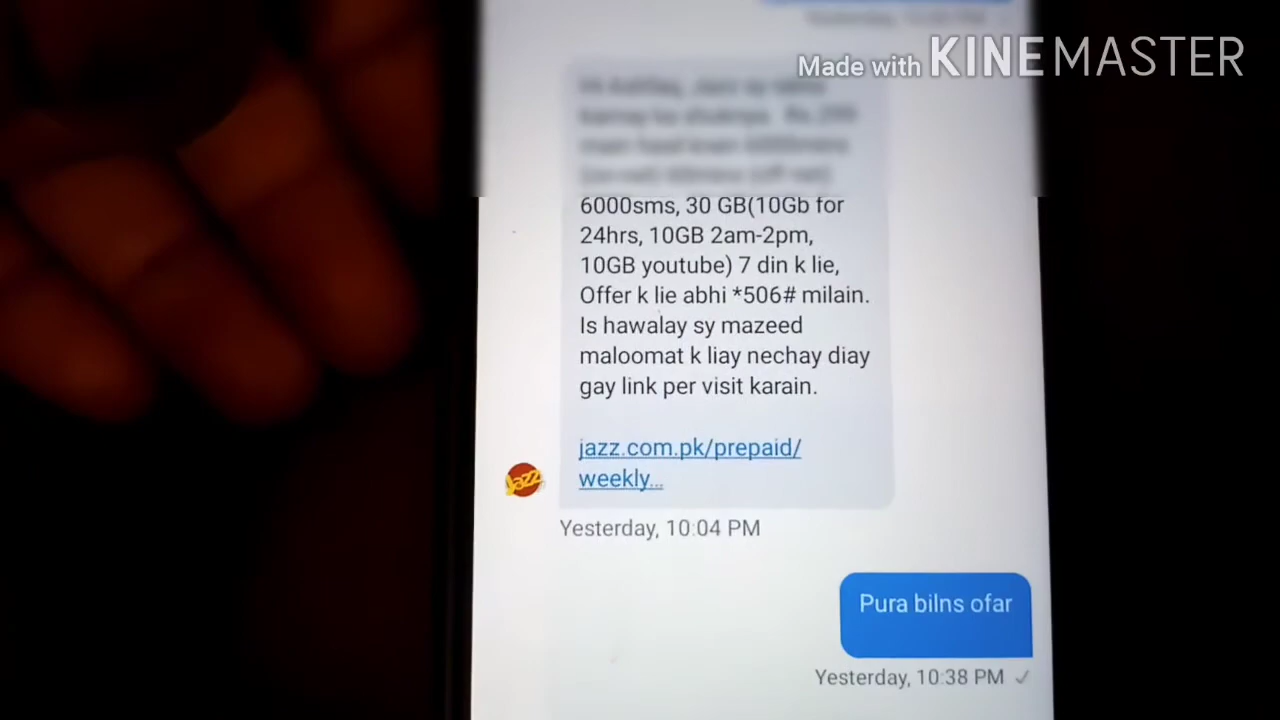 Made with KINEMASTER
6000sms, 30 GB(10Gb for
24hrs, 10GB 2am-2pm,
10GB youtube) 7 din k lie,
Offer k lie abhi *506# milain.
Is hawalay sy mazeed
maloomat k liay nechay diay
gay link per visit karain.
jazz.com.pk/prepaid/
weekly...
Jazz
Yesterday, 10:04 PM
Pura bilns ofar
Yesterday, 10:38 PM